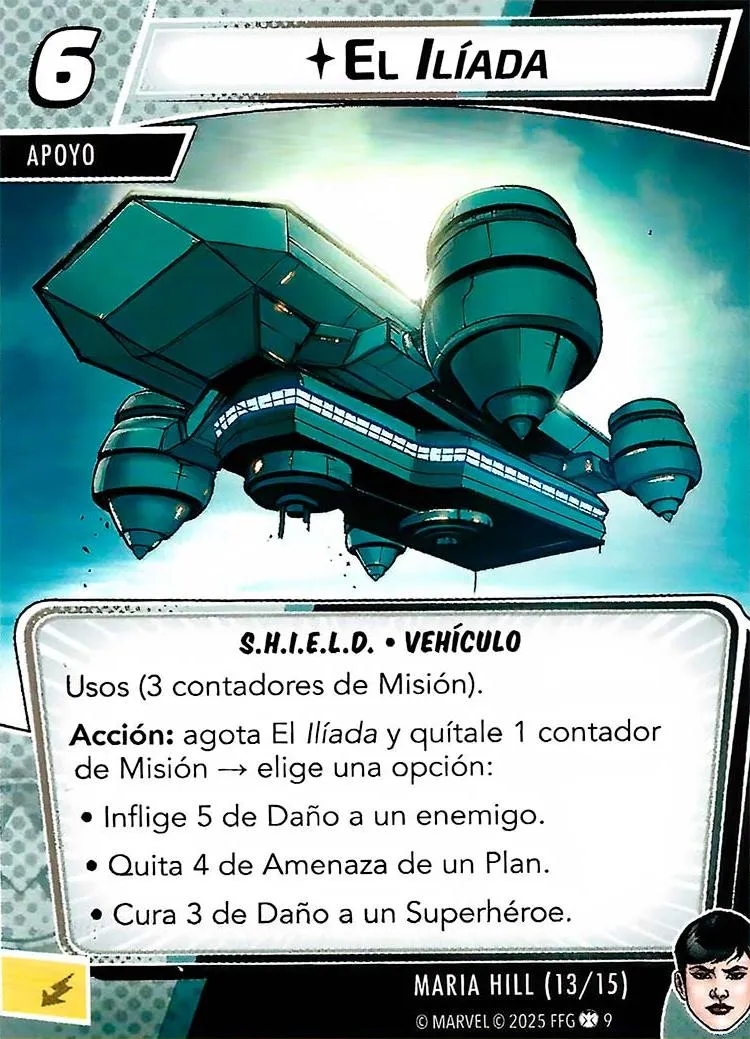 6
EL ILÍADA
APOYO
S.H.I.E.L.D. • VEHÍCULO
Usos (3 contadores de Misión).
Acción: agota El Ilíada y quítale 1 contador
de Misión → elige una opción:
• Inflige 5 de Daño a un enemigo.
• Quita 4 de Amenaza de un Plan.
• Cura 3 de Daño a un Superhéroe.
MARIA HILL (13/15)
© MARVEL © 2025 FFG 9